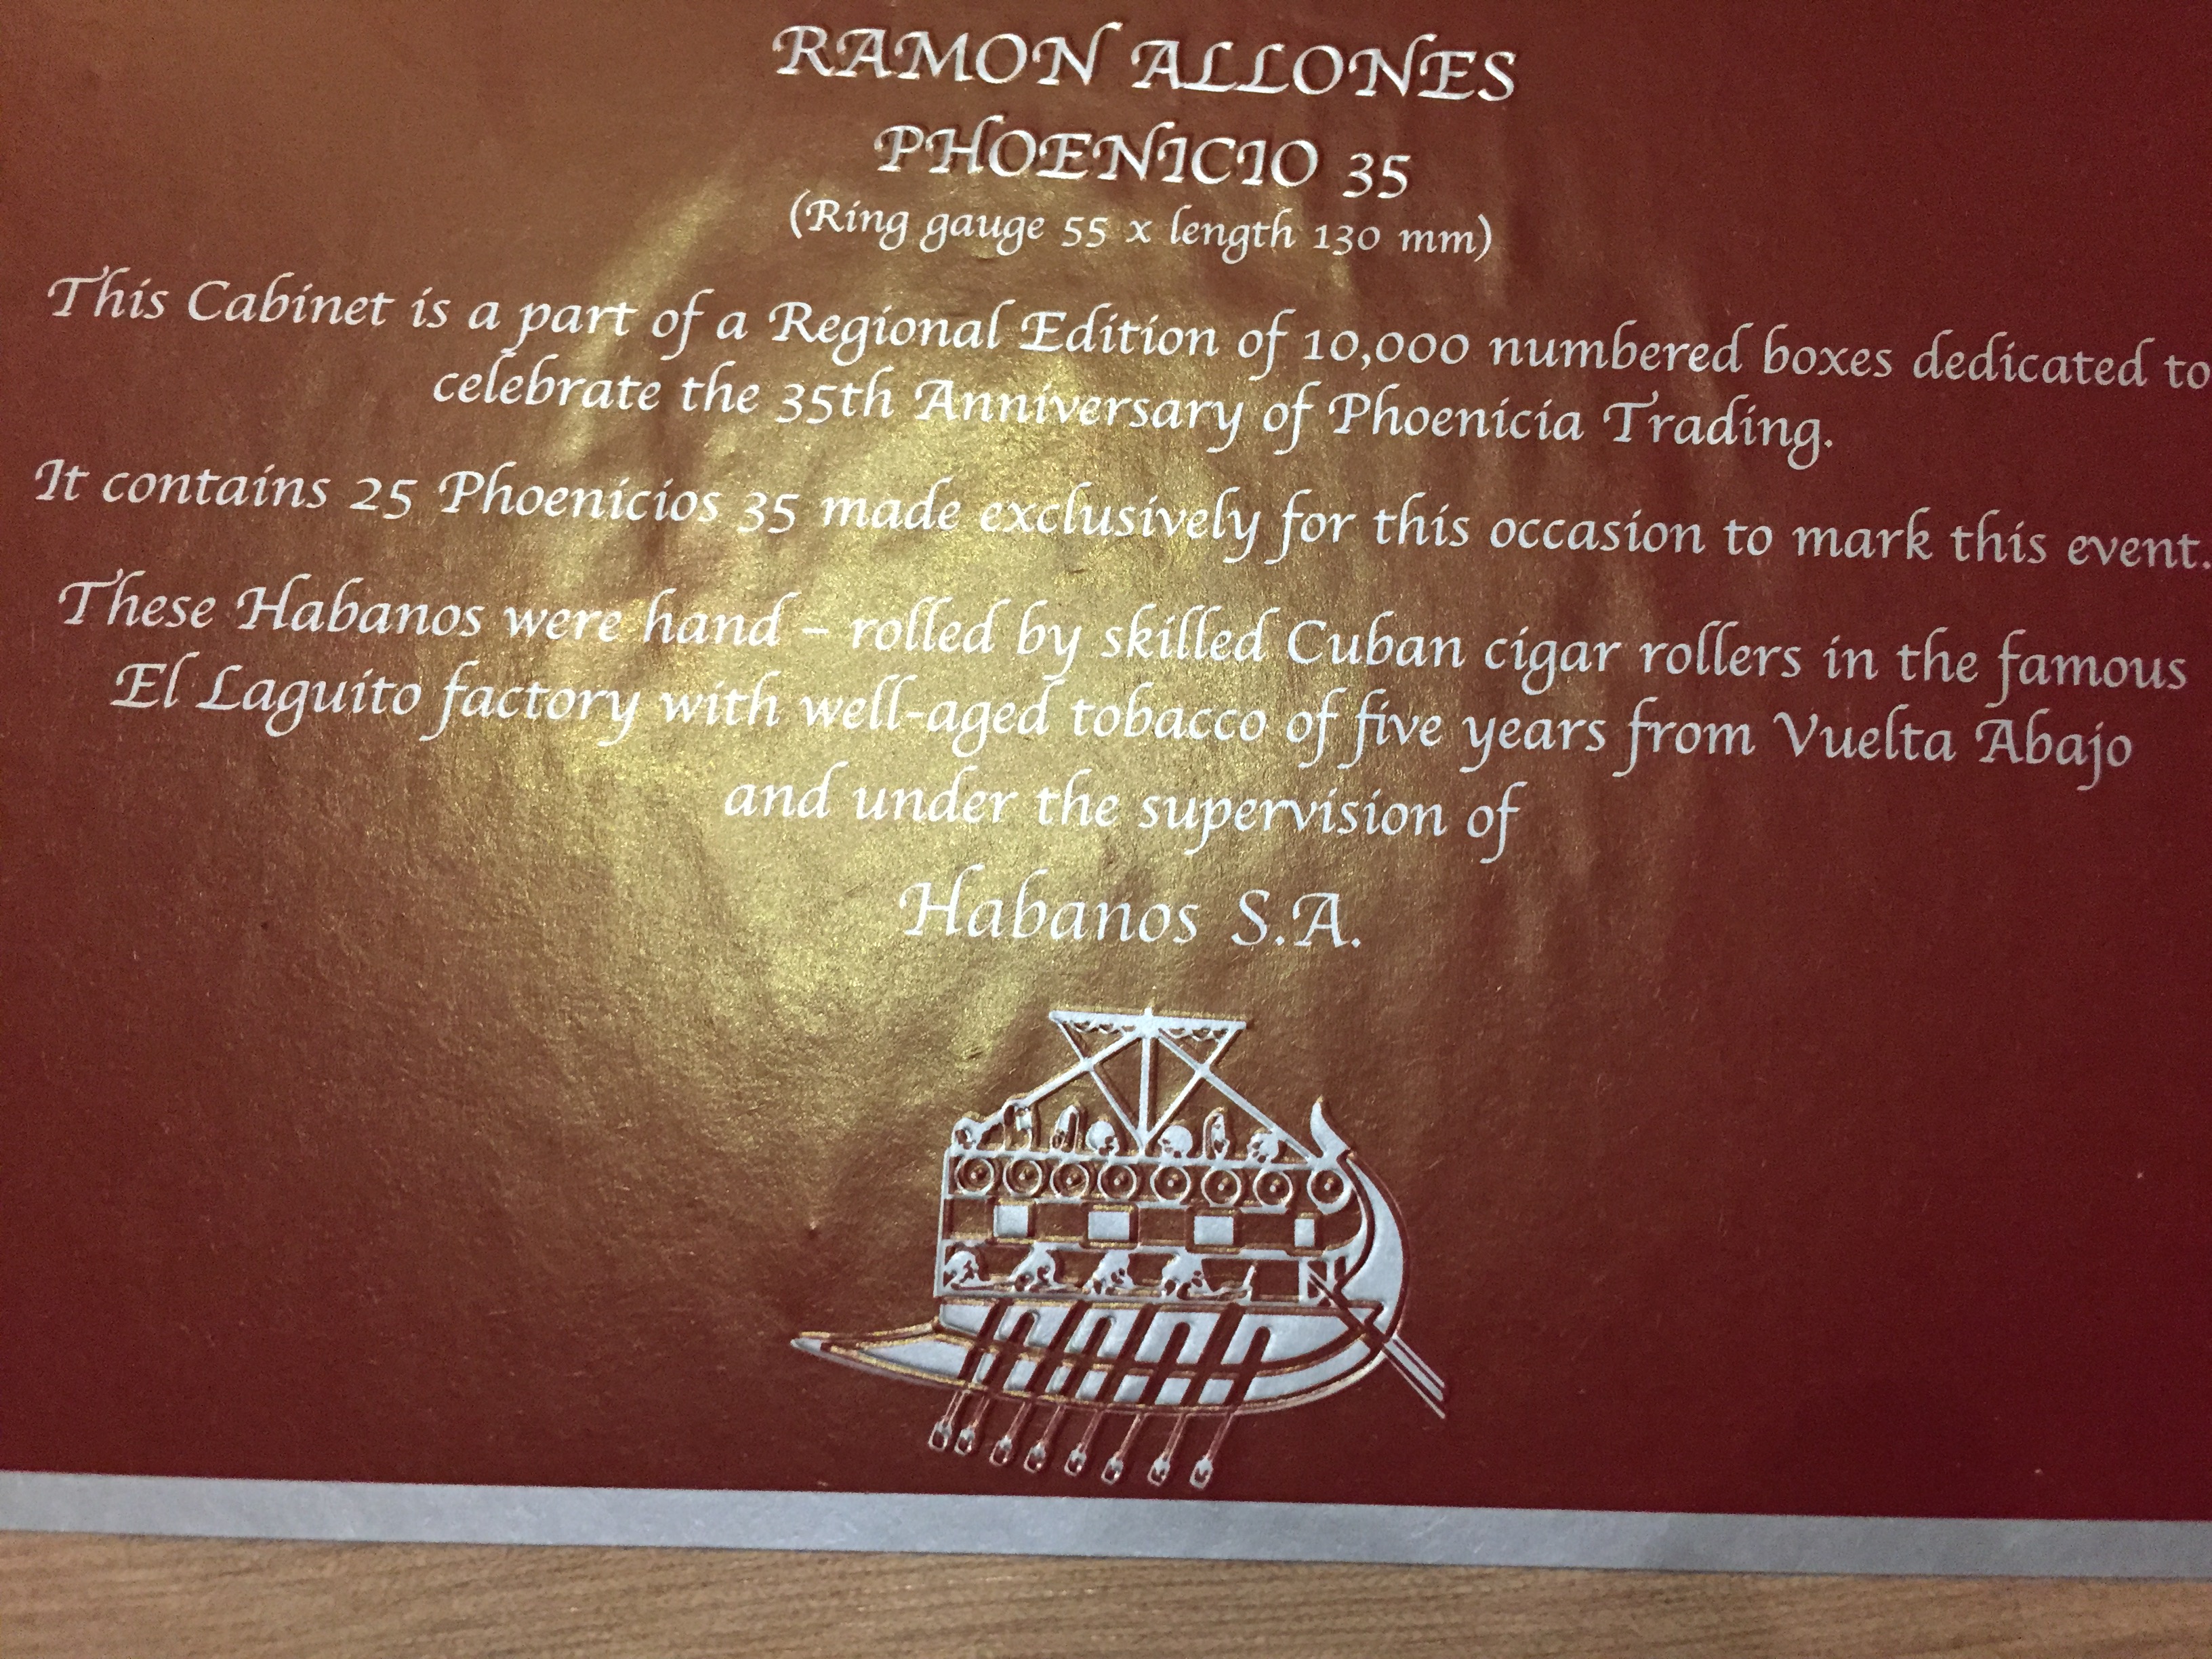 RAMON ALLONES
PHOENICIO 35
(Ring gauge 55 x length 130 mm)
This Cabinet is a part of a Regional Edition of 10,000 numbered boxes dedicated to
celebrate the 35th Anniversary of Phoenicia Trading.
It contains 25 Phoenicios 35 made exclusively for this occasion to mark this event.
These Habanos were hand – rolled by skilled Cuban cigar rollers in the famous
El Laguito factory with well-aged tobacco of five years from Vuelta Abajo
and under the supervision of
Habanos S.A.